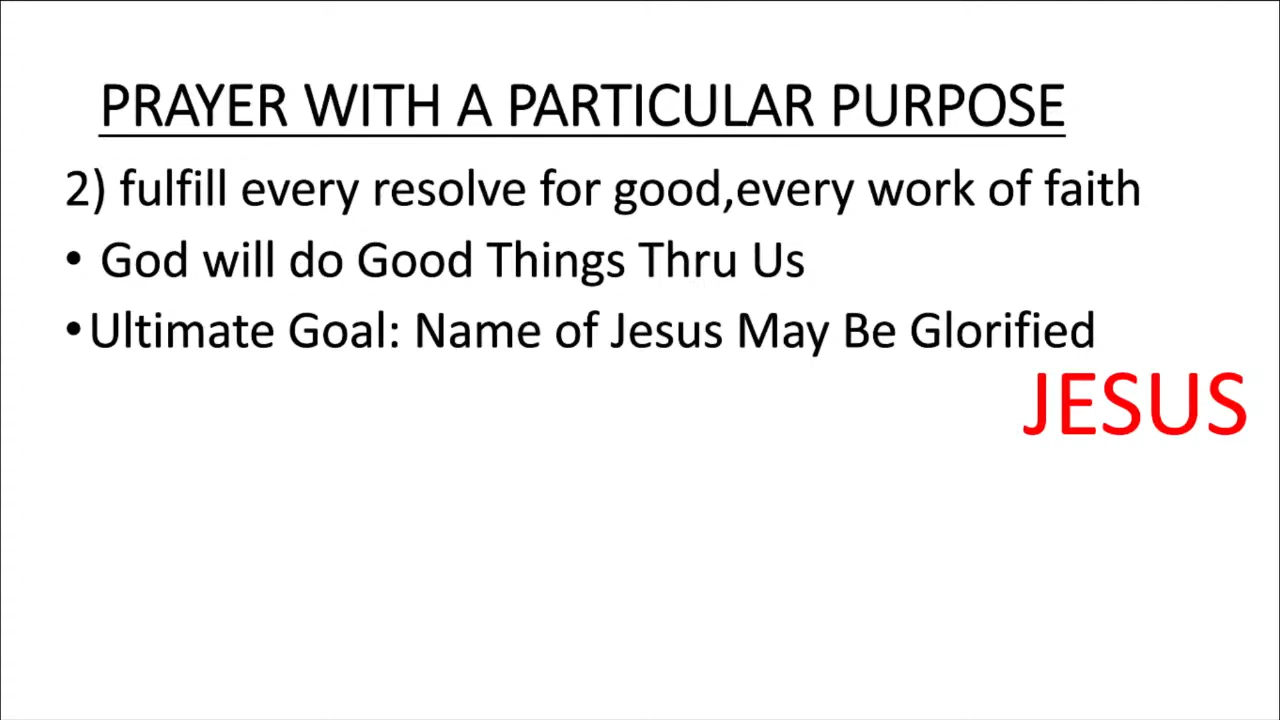 PRAYER WITH A PARTICULAR PURPOSE
2) fulfill every resolve for good,every work of faith
• God will do Good Things Thru Us
•Ultimate Goal: Name of Jesus May Be Glorified
JESUS